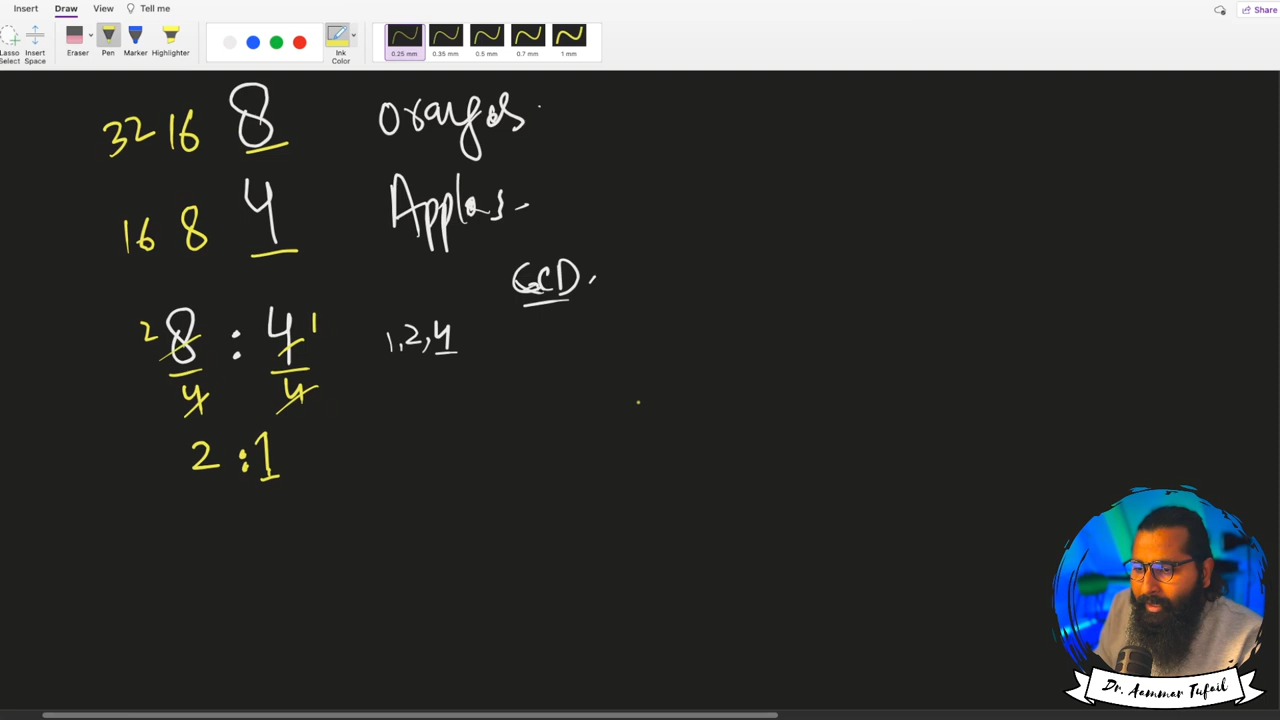 Insert Draw View Tell me
Share
Lasso Select
Insert Space
Eraser
Pen
Marker
Highlighter
Ink Color
0.25 mm
0.35 mm
0.5 mm
0.7 mm
1 mm
32 16 8 Oranges.
16 8 4 Apples.
GCD.
2 8 : 4 1
1, 2, 4
4 4
2 : 1
Dr. Aammar Tufail